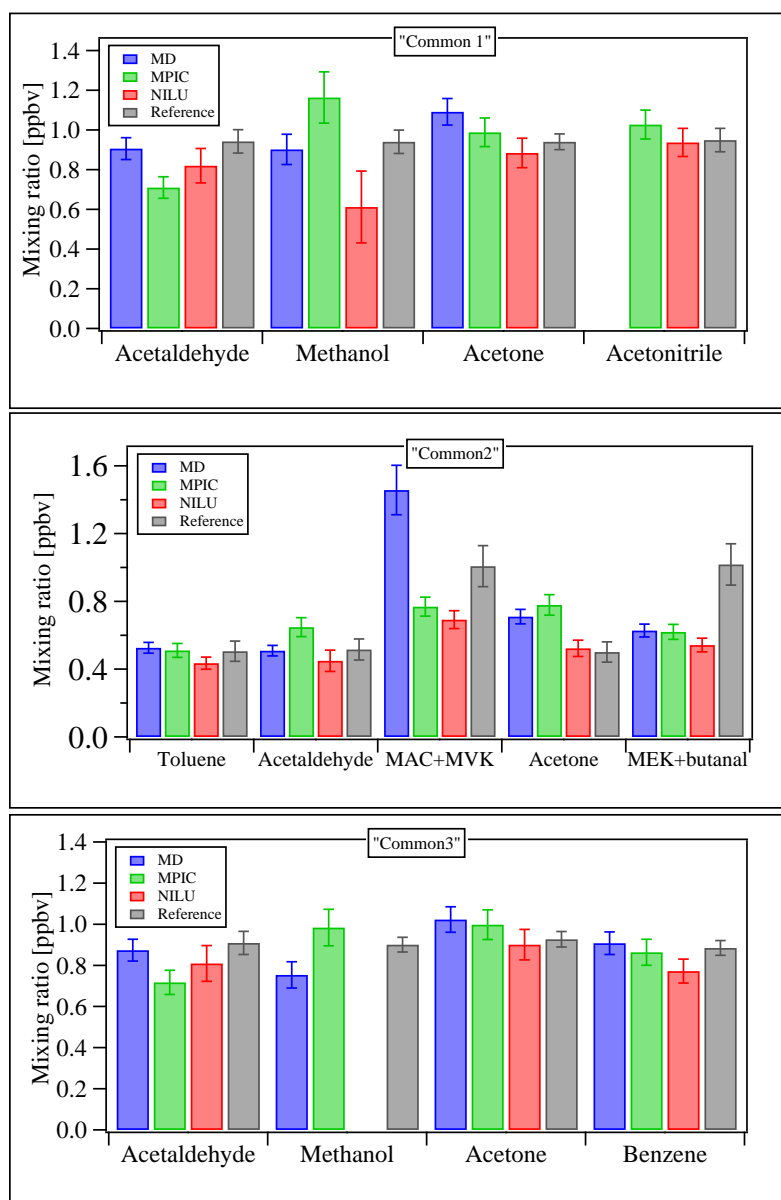 "Common 1"
MD
MPIC
NILU
Reference
Mixing ratio [ppbv]
1.4
1.2
1.0
0.8
0.6
0.4
0.2
0.0
Acetaldehyde Methanol Acetone Acetonitrile
"Common2"
MD
MPIC
NILU
Reference
Mixing ratio [ppbv]
1.6
1.2
0.8
0.4
0.0
Toluene Acetaldehyde MAC+MVK Acetone MEK+butanal
"Common3"
MD
MPIC
NILU
Reference
Mixing ratio [ppbv]
1.4
1.2
1.0
0.8
0.6
0.4
0.2
0.0
Acetaldehyde Methanol Acetone Benzene